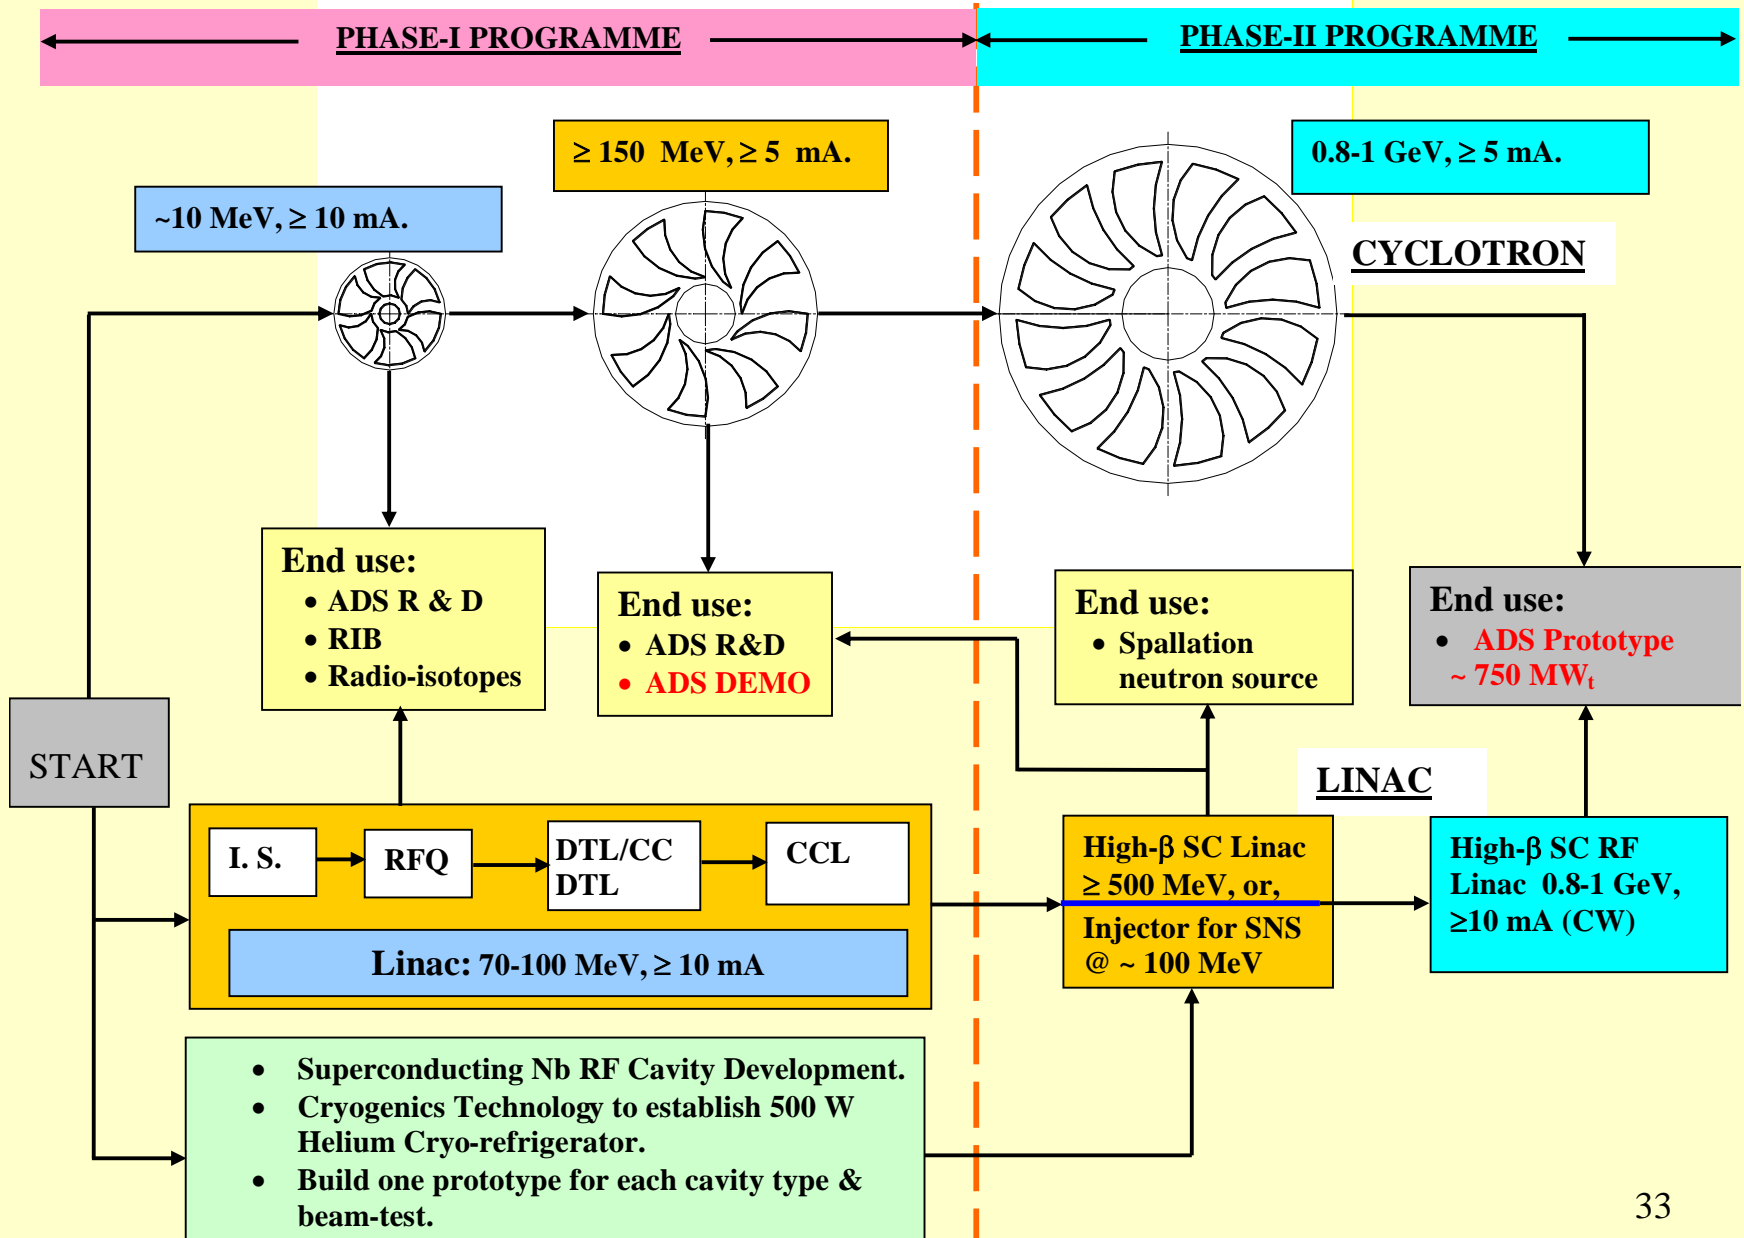 PHASE-I PROGRAMME
PHASE-II PROGRAMME
≥ 150 MeV, ≥ 5 mA.
0.8-1 GeV, ≥ 5 mA.
~10 MeV, ≥ 10 mA.
CYCLOTRON
End use:
• ADS R & D
• RIB
• Radio-isotopes
End use:
• ADS R&D
• ADS DEMO
End use:
• Spallation
neutron source
End use:
• ADS Prototype
~ 750 MWt
START
LINAC
I. S.
RFQ
DTL/CC
DTL
CCL
Linac: 70-100 MeV, ≥ 10 mA
High-β SC Linac
≥ 500 MeV, or,
Injector for SNS
@ ~ 100 MeV
High-β SC RF
Linac 0.8-1 GeV,
≥10 mA (CW)
• Superconducting Nb RF Cavity Development.
• Cryogenics Technology to establish 500 W
Helium Cryo-refrigerator.
• Build one prototype for each cavity type &
beam-test.
33